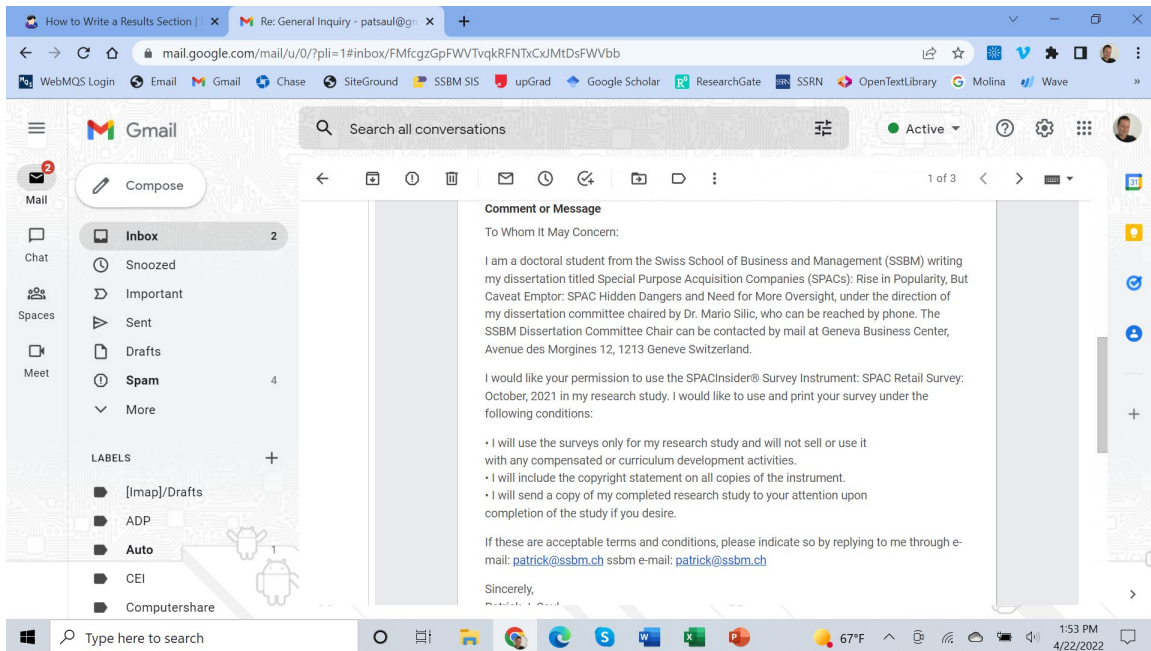 How to Write a Results Section |
Re: General Inquiry - patsaul@gm
mail.google.com/mail/u/0/?pli=1#inbox/FMfcgzGpFWVTvqkRFNTxCxJMtDsFWVbb
WebMQS Login Email Gmail Chase SiteGround SSBM SIS upGrad Google Scholar ResearchGate SSRN OpenTextLibrary Molina Wave »
Gmail
Search all conversations
Active
2
Mail
Chat
Spaces
Meet
Compose
Inbox 2
Snoozed
Important
Sent
Drafts
Spam 4
More
LABELS
[Imap]/Drafts
ADP
Auto 1
CEI
Computershare
1 of 3
31
Comment or Message
To Whom It May Concern:
I am a doctoral student from the Swiss School of Business and Management (SSBM) writing
my dissertation titled Special Purpose Acquisition Companies (SPACs): Rise in Popularity, But
Caveat Emptor: SPAC Hidden Dangers and Need for More Oversight, under the direction of
my dissertation committee chaired by Dr. Mario Silic, who can be reached by phone. The
SSBM Dissertation Committee Chair can be contacted by mail at Geneva Business Center,
Avenue des Morgines 12, 1213 Geneve Switzerland.
I would like your permission to use the SPACInsider® Survey Instrument: SPAC Retail Survey:
October, 2021 in my research study. I would like to use and print your survey under the
following conditions:
• I will use the surveys only for my research study and will not sell or use it
with any compensated or curriculum development activities.
• I will include the copyright statement on all copies of the instrument.
• I will send a copy of my completed research study to your attention upon
completion of the study if you desire.
If these are acceptable terms and conditions, please indicate so by replying to me through e-
mail: patrick@ssbm.ch ssbm e-mail: patrick@ssbm.ch
Sincerely,
Type here to search
67°F
1:53 PM
4/22/2022